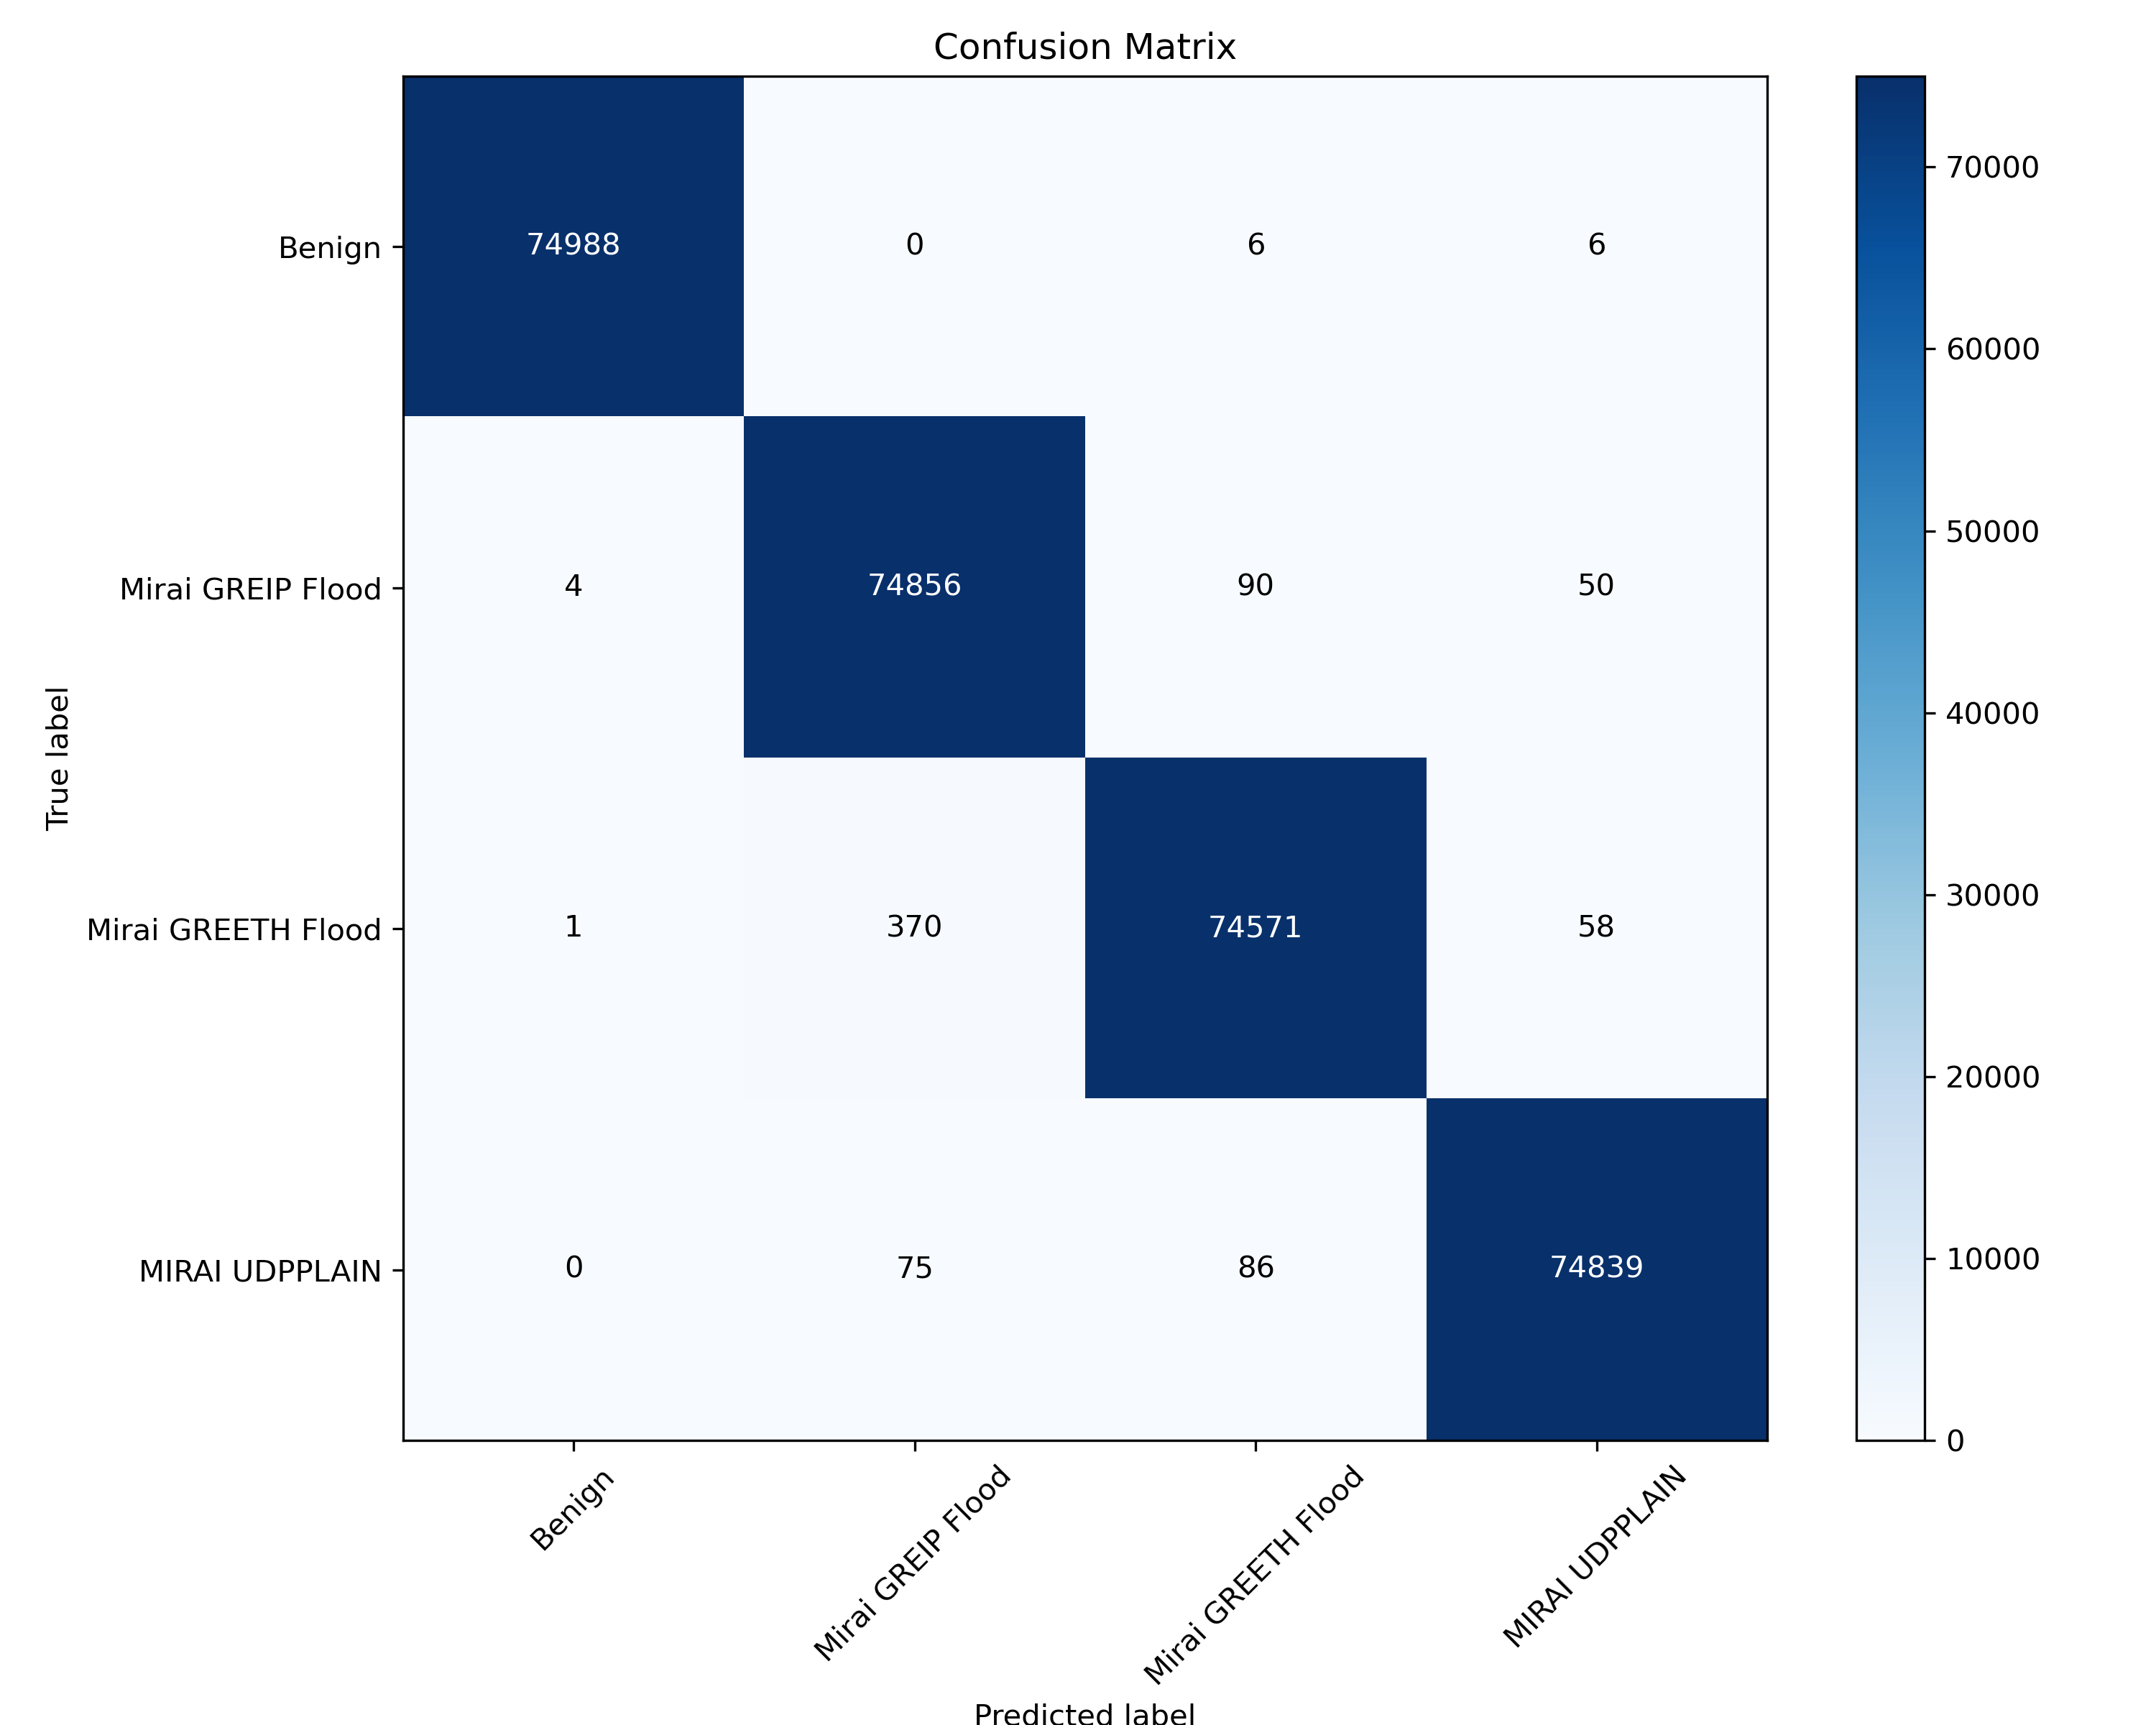 Confusion Matrix
True label
Benign 74988 0 6 6
Mirai GREIP Flood 4 74856 90 50
Mirai GREETH Flood 1 370 74571 58
MIRAI UDPPLAIN 0 75 86 74839
Benign Mirai GREIP Flood Mirai GREETH Flood MIRAI UDPPLAIN
Predicted label
70000
60000
50000
40000
30000
20000
10000
0